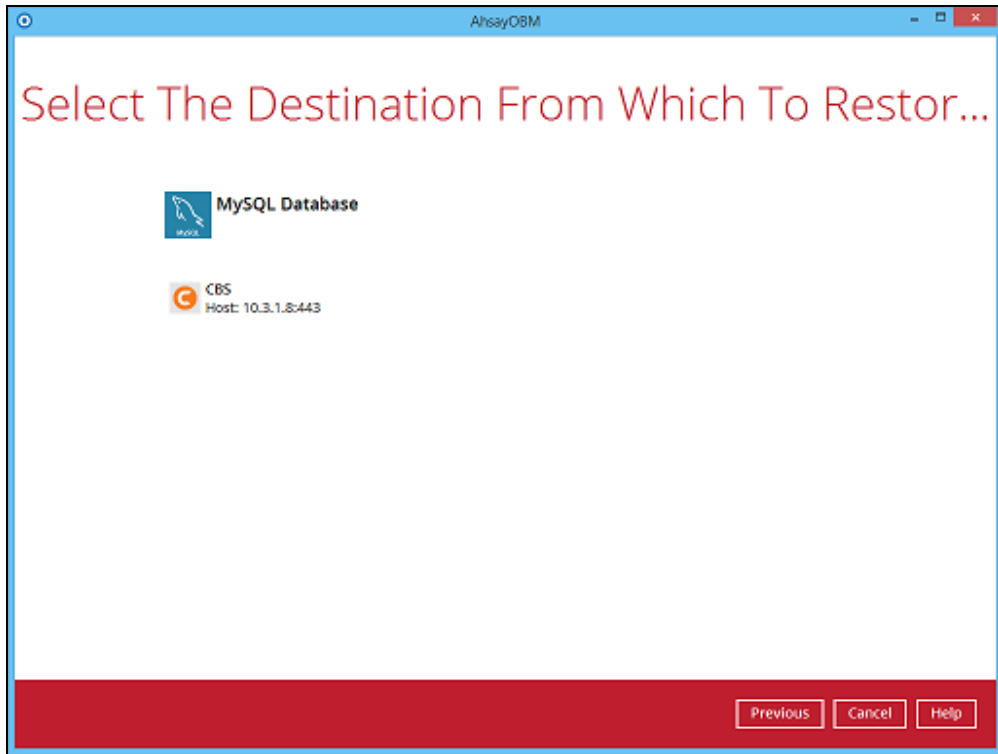 AhsayOBM
Select The Destination From Which To Restor...
MySQL Database
MySQL
CBS
Host: 10.3.1.8:443
Previous Cancel Help